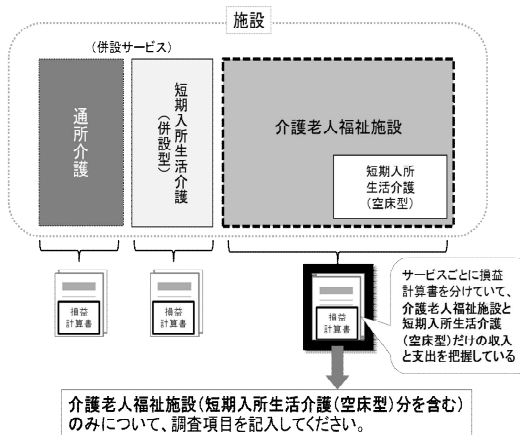 施設
(併設サービス)
通所介護
短期入所生活介護
(併設型)
介護老人福祉施設
短期入所
生活介護
(空床型)
損益
計算書
損益
計算書
損益
計算書
サービスごとに損益
計算書を分けていて、
介護老人福祉施設と
短期入所生活介護
(空床型)だけの収入
と支出を把握している
介護老人福祉施設(短期入所生活介護(空床型)分を含む)
のみについて、調査項目を記入してください。